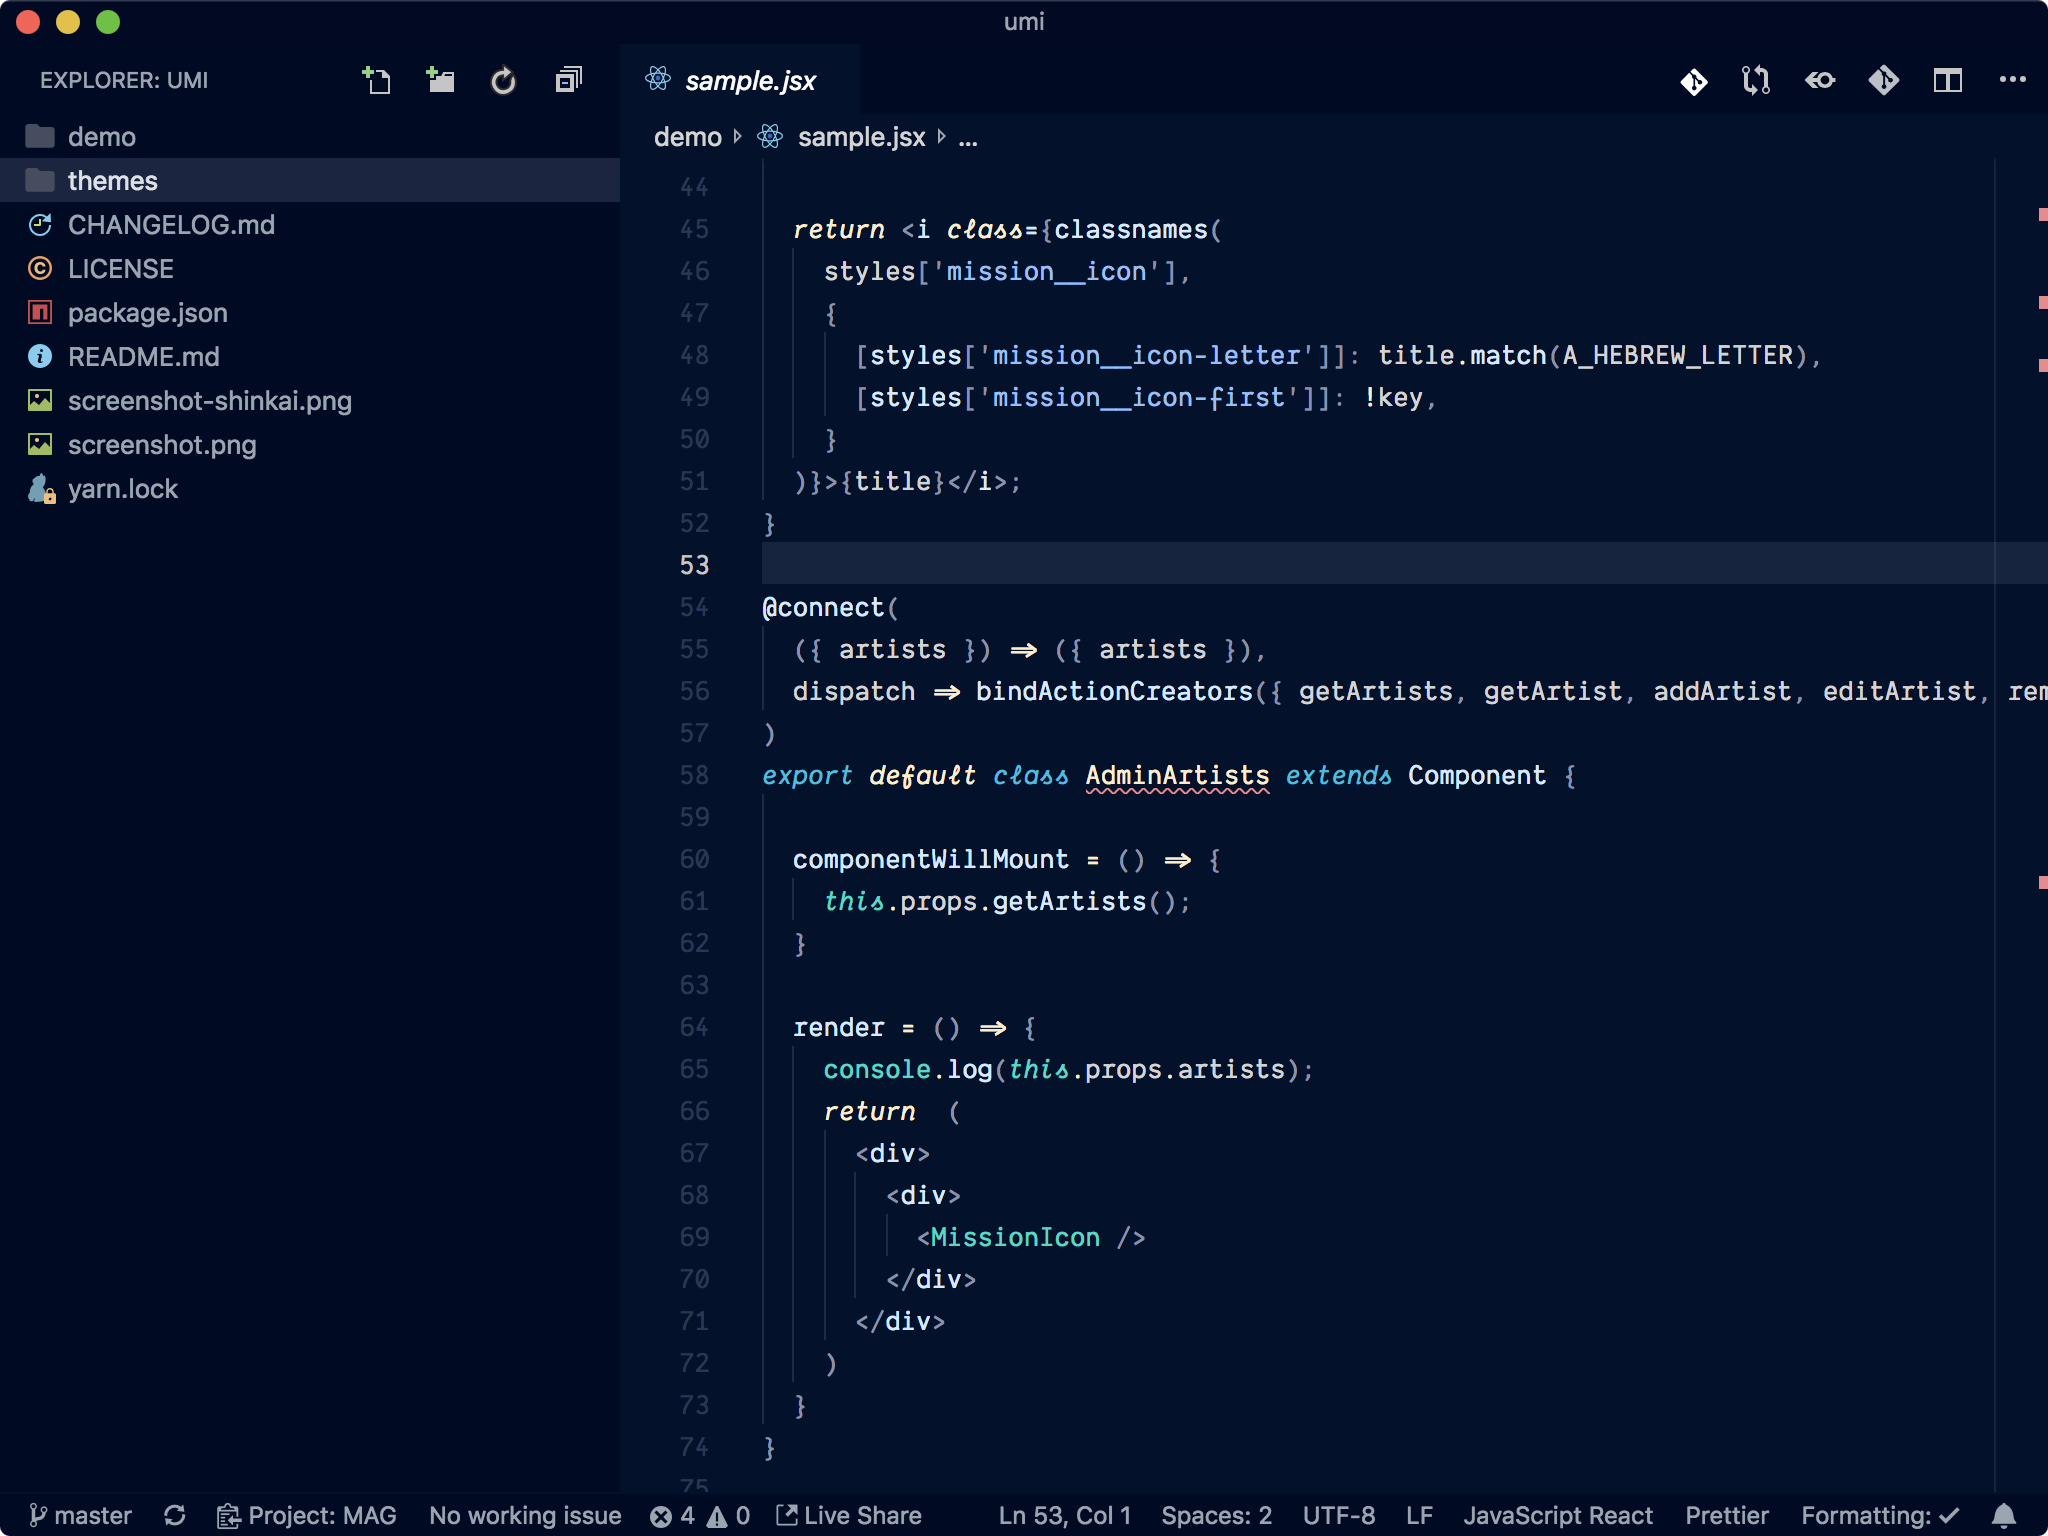 umi
EXPLORER: UMI
demo
themes
CHANGELOG.md
LICENSE
package.json
README.md
screenshot-shinkai.png
screenshot.png
yarn.lock
sample.jsx
demo sample.jsx ...
44
45 return <i class={classnames(
46 styles['mission__icon'],
47 {
48 [styles['mission__icon-letter']]: title.match(A_HEBREW_LETTER),
49 [styles['mission__icon-first']]: !key,
50 }
51 )}>{title}</i>;
52 }
53
54 @connect(
55 ({ artists }) => ({ artists }),
56 dispatch => bindActionCreators({ getArtists, getArtist, addArtist, editArtist, rem
57 )
58 export default class AdminArtists extends Component {
59
60 componentWillMount = () => {
61 this.props.getArtists();
62 }
63
64 render = () => {
65 console.log(this.props.artists);
66 return (
67 <div>
68 <div>
69 <MissionIcon />
70 </div>
71 </div>
72 )
73 }
74 }
75
master Project: MAG No working issue 4 0 Live Share Ln 53, Col 1 Spaces: 2 UTF-8 LF JavaScript React Prettier Formatting: ✓